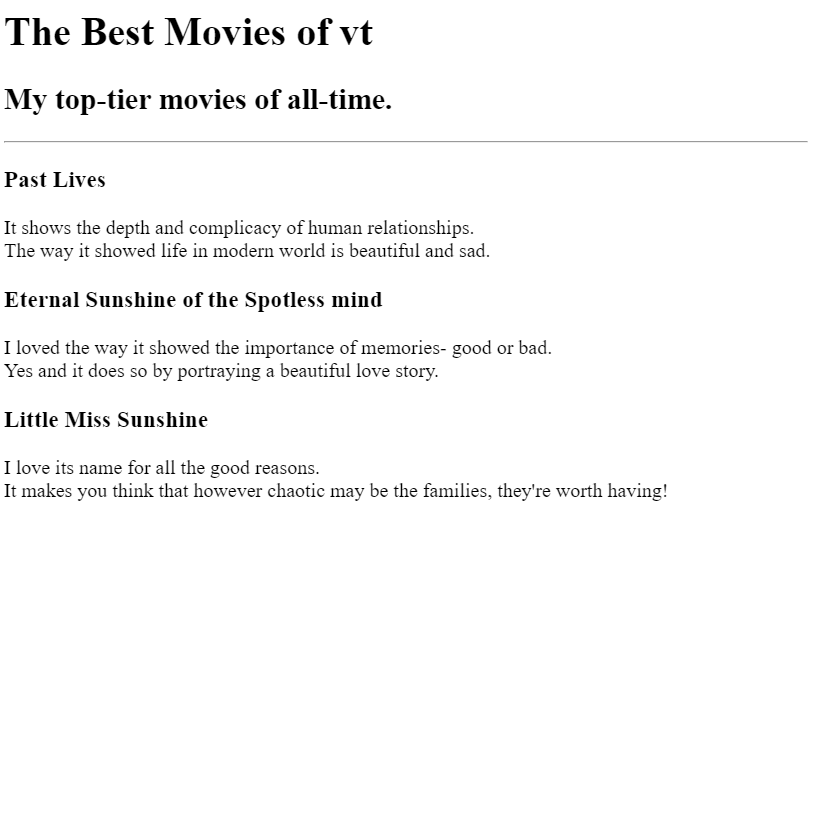 The Best Movies of vt
My top-tier movies of all-time.
Past Lives
It shows the depth and complicacy of human relationships.
The way it showed life in modern world is beautiful and sad.
Eternal Sunshine of the Spotless mind
I loved the way it showed the importance of memories- good or bad.
Yes and it does so by portraying a beautiful love story.
Little Miss Sunshine
I love its name for all the good reasons.
It makes you think that however chaotic may be the families, they're worth having!